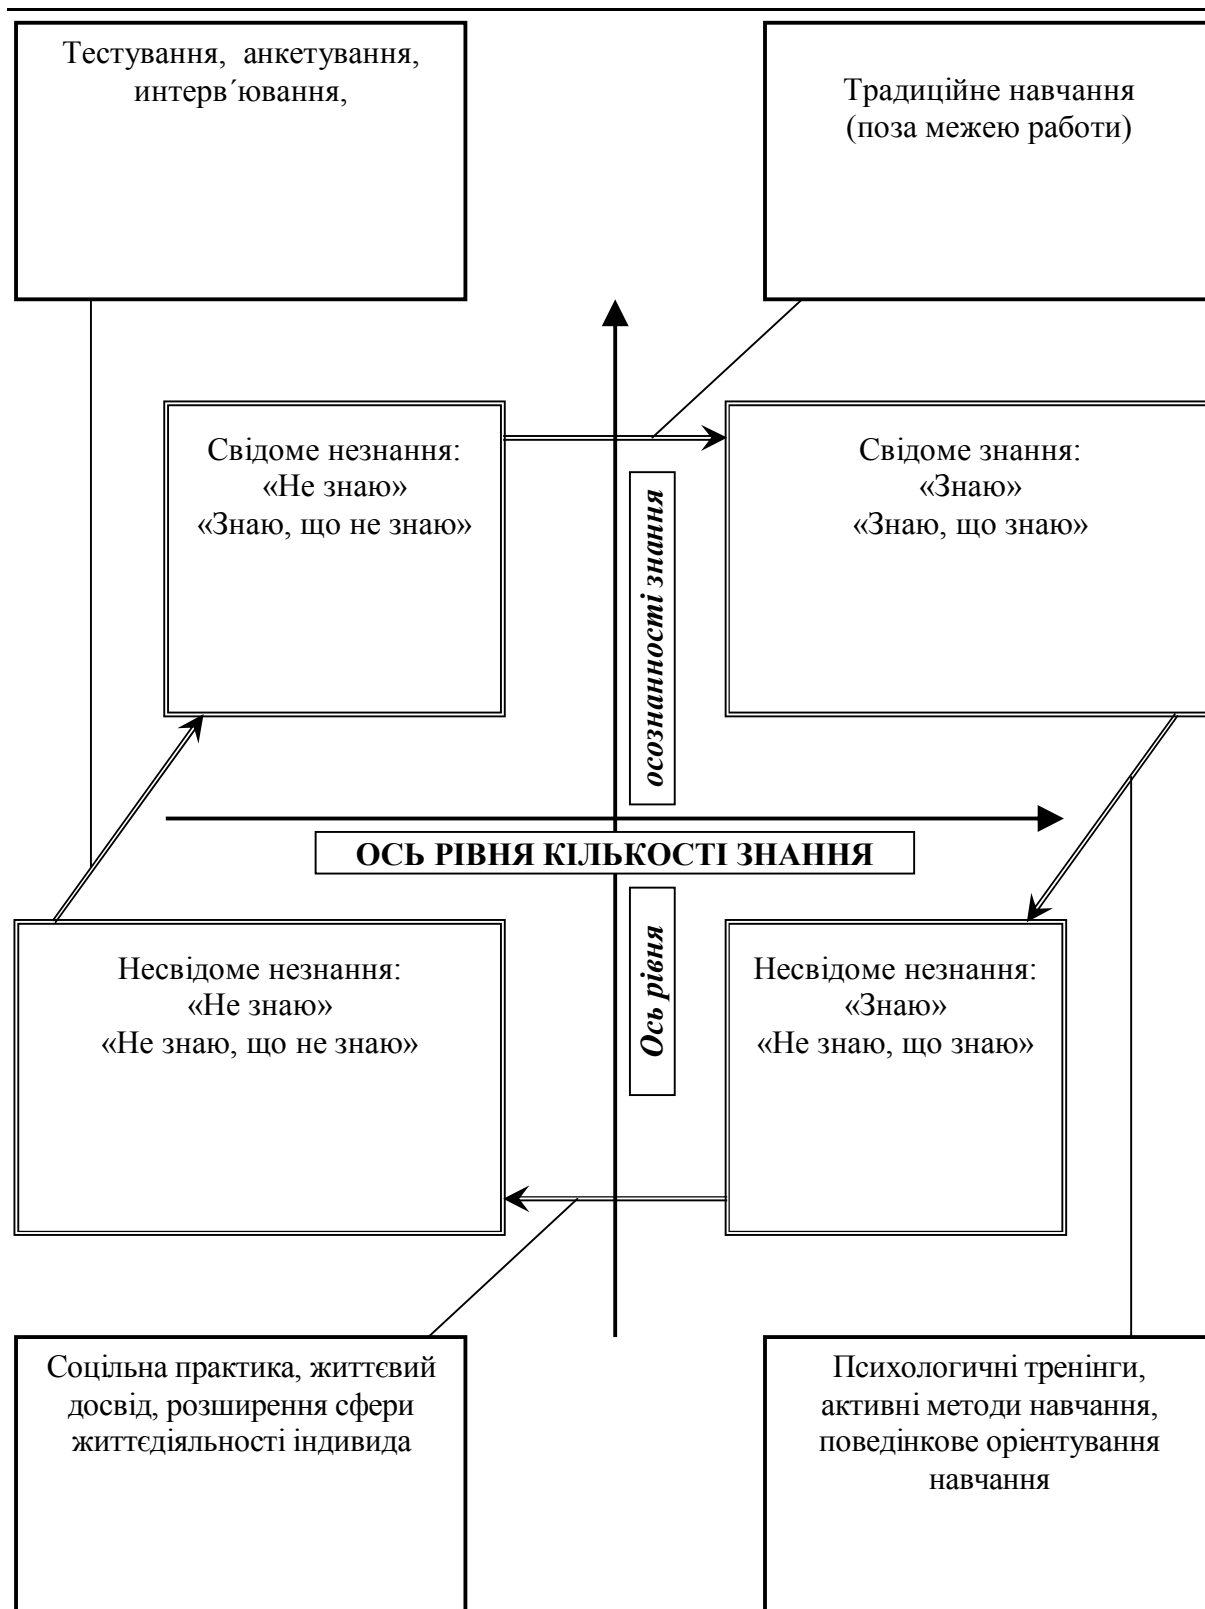 Тестування,  анкетування,
интерв´ювання,
Традиційне навчання
(поза межею работи)
Свідоме незнання:
«Не знаю»
«Знаю, що не знаю»
Свідоме знання:
«Знаю»
«Знаю, що знаю»
осознанності знання
ОСЬ РІВНЯ КІЛЬКОСТІ ЗНАННЯ
Ось рівня
Несвідоме незнання:
«Не знаю»
«Не знаю, що не знаю»
Несвідоме незнання:
«Знаю»
«Не знаю, що знаю»
Соцільна практика, життєвий
досвід, розширення сфери
життєдіяльності індивида
Психологичні тренінги,
активні методи навчання,
поведінкове оріентування
навчання